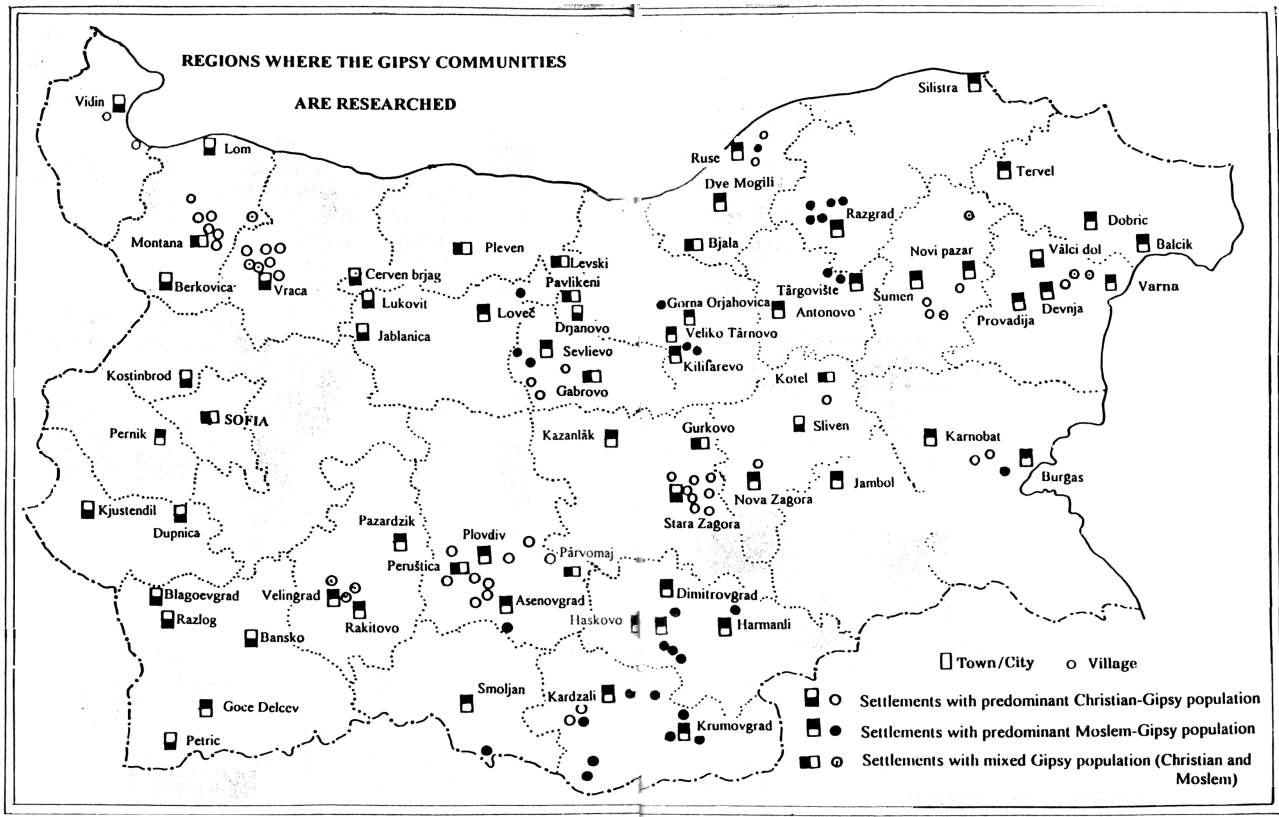 REGIONS WHERE THE GIPSY COMMUNITIES
ARE RESEARCHED
Vidin
Lom
Silistra
Ruse
Dve Mogili
Tervel
Razgrad
Dobric
Montana
Pleven
Bjala
Novi pazar
Vâlci dol
Balcik
Levski
Berkovica
Vraca
Cerven brjag
Pavlikeni
Târgovište
Šumen
Varna
Lukovit
Loveč
Drjanovo
Gorna Orjahovica
Antonovo
Provadija
Devnja
Jablanica
Sevlievo
Veliko Târnovo
Kilifarevo
Kostinbrod
Gabrovo
Kotel
SOFIA
Pernik
Kazanlâk
Gurkovo
Sliven
Karnobat
Burgas
Nova Zagora
Jambol
Kjustendil
Dupnica
Stara Zagora
Pazardzik
Plovdiv
Pârvomaj
Peruštica
Blagoevgrad
Velingrad
Asenovgrad
Dimitrovgrad
Razlog
Rakitovo
Haskovo
Harmanli
Bansko
Smoljan
Kardzali
Goce Delcev
Krumovgrad
Petric
Town/City
Village
Settlements with predominant Christian-Gipsy population
Settlements with predominant Moslem-Gipsy population
Settlements with mixed Gipsy population (Christian and
Moslem)